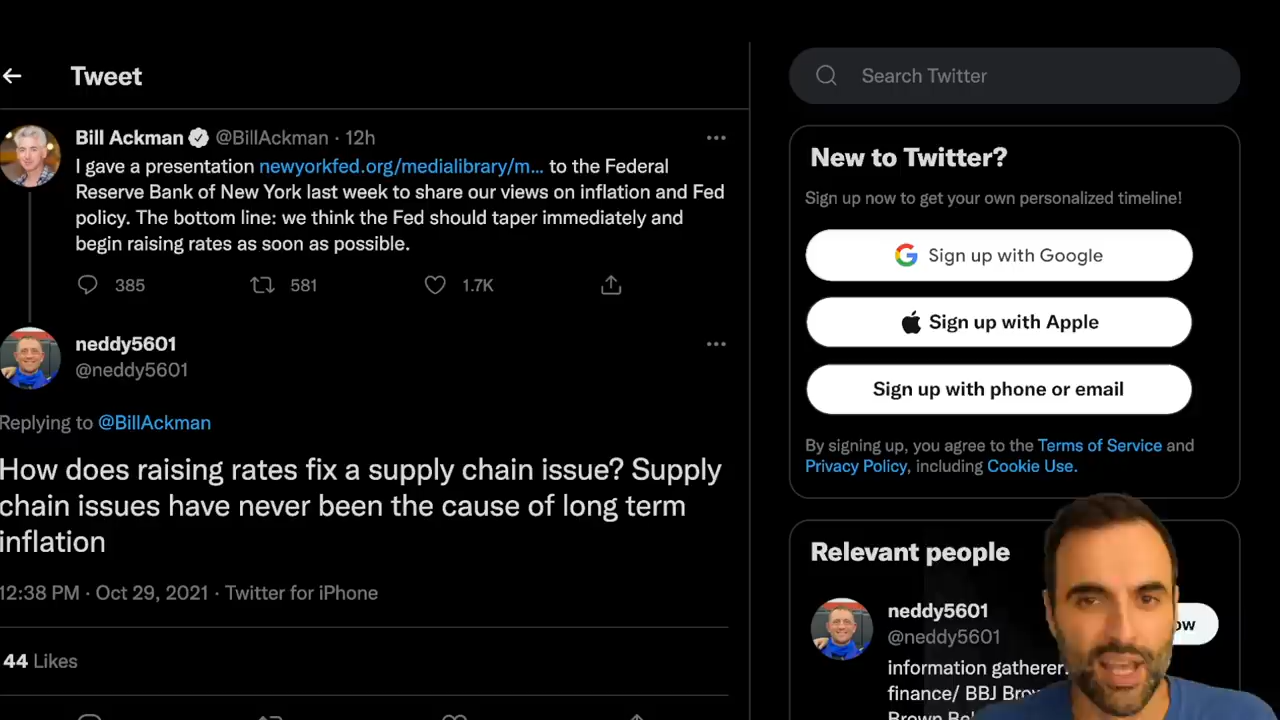 Tweet
Bill Ackman @BillAckman · 12h
I gave a presentation newyorkfed.org/medialibrary/m... to the Federal
Reserve Bank of New York last week to share our views on inflation and Fed
policy. The bottom line: we think the Fed should taper immediately and
begin raising rates as soon as possible.
385 581 1.7K
neddy5601
@neddy5601
Replying to @BillAckman
How does raising rates fix a supply chain issue? Supply
chain issues have never been the cause of long term
inflation
12:38 PM · Oct 29, 2021 · Twitter for iPhone
44 Likes
Search Twitter
New to Twitter?
Sign up now to get your own personalized timeline!
Sign up with Google
Sign up with Apple
Sign up with phone or email
By signing up, you agree to the Terms of Service and
Privacy Policy, including Cookie Use.
Relevant people
neddy5601
@neddy5601
information gatherer.
finance/ BBJ